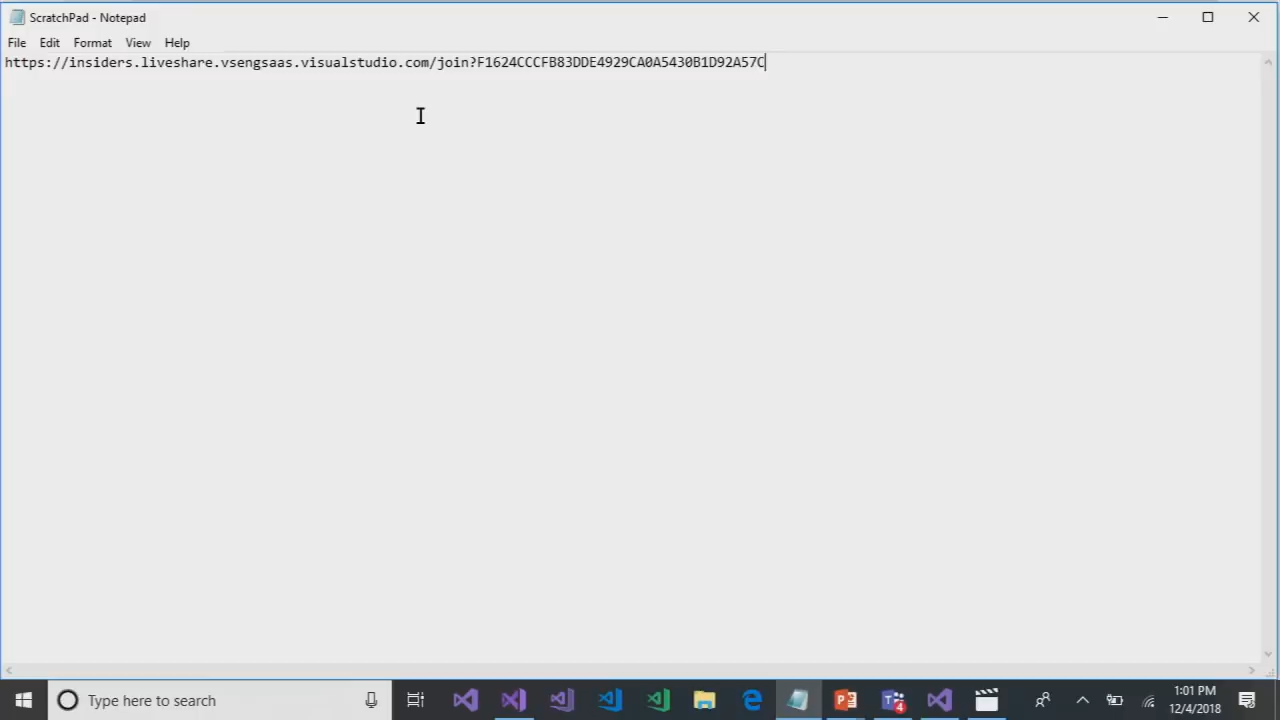 ScratchPad - Notepad
File Edit Format View Help
https://insiders.liveshare.vsengsaas.visualstudio.com/join?F1624CCCFB83DDE4929CA0A5430B1D92A57C
Type here to search
4
1:01 PM
12/4/2018